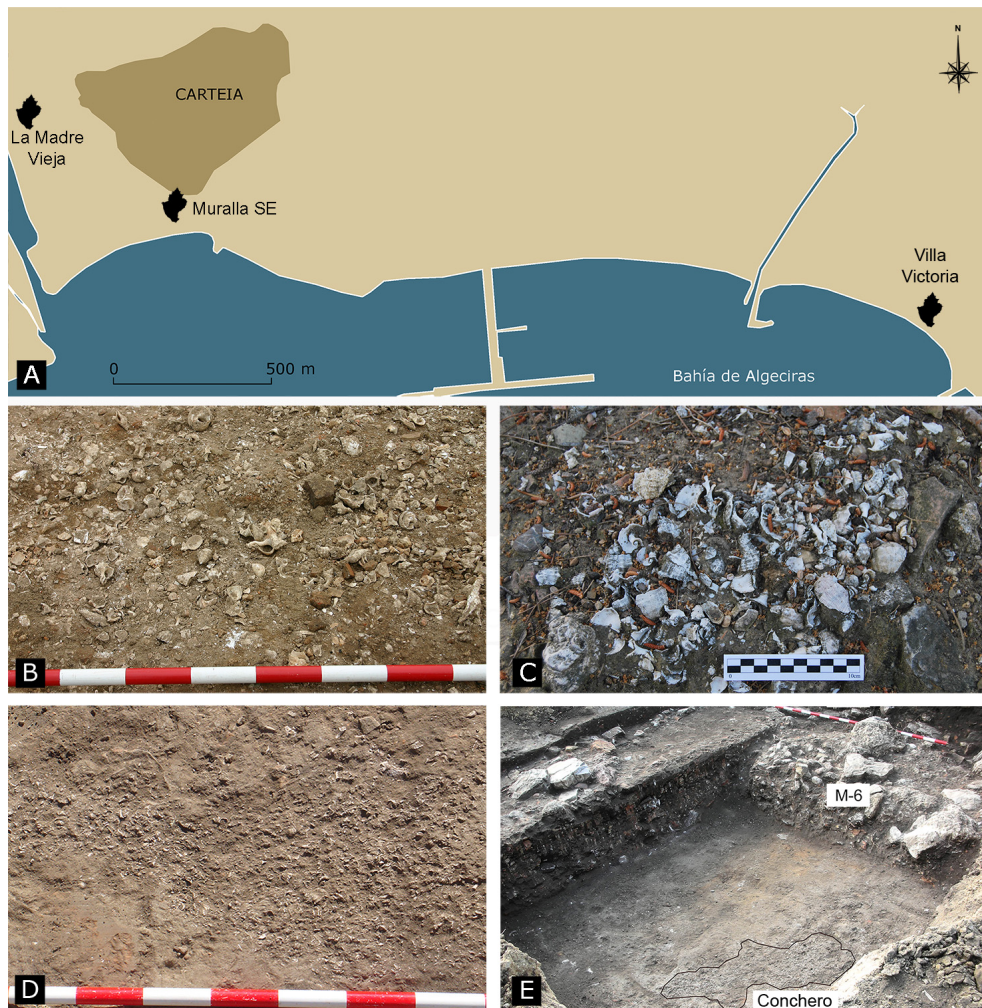 N
CARTEIA
La Madre
Vieja
Muralla SE
Villa
Victoria
0 500 m
Bahía de Algeciras
A
B
0 10cm
C
D
M-6
Conchero
E